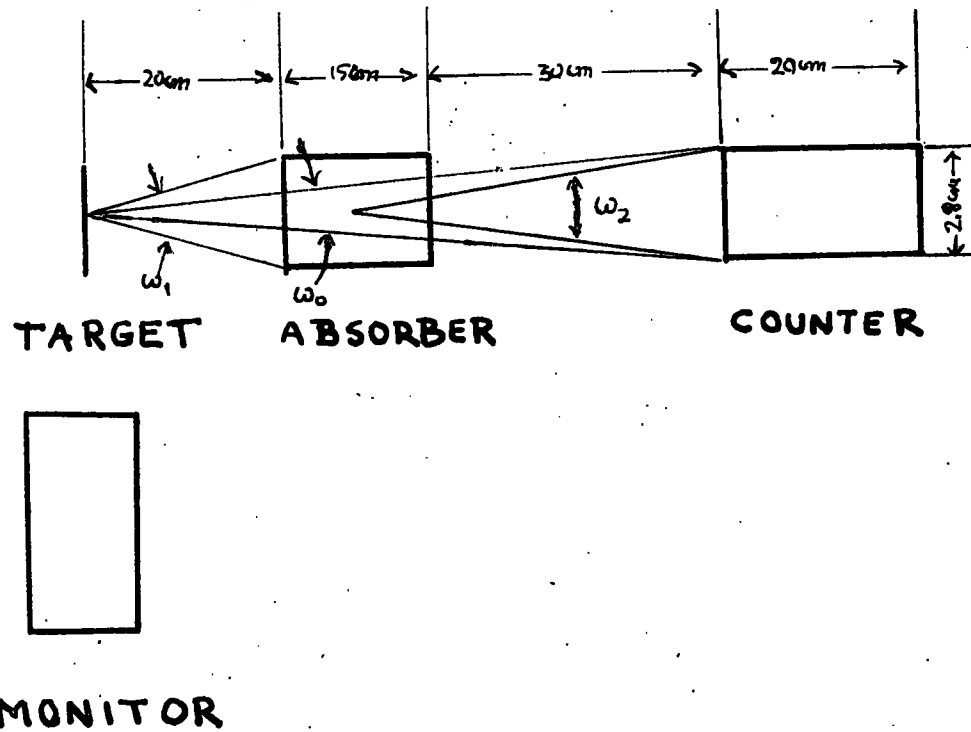 20cm 15cm 30cm 20cm
2.8cm
ω₂
ω₁ ω₀
TARGET ABSORBER COUNTER
MONITOR